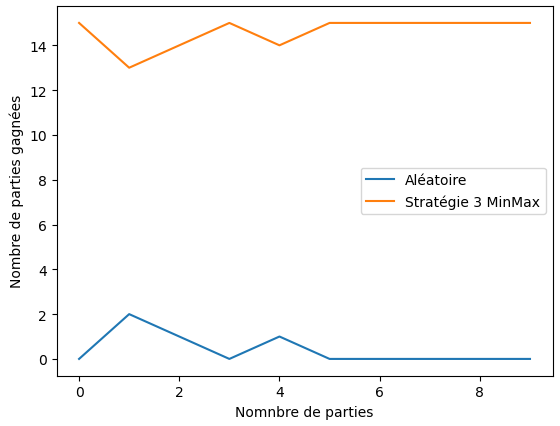 14
12
10
8
6
4
2
0
Nombre de parties gagnées
Aléatoire
Stratégie 3 MinMax
0 2 4 6 8
Nomnbre de parties